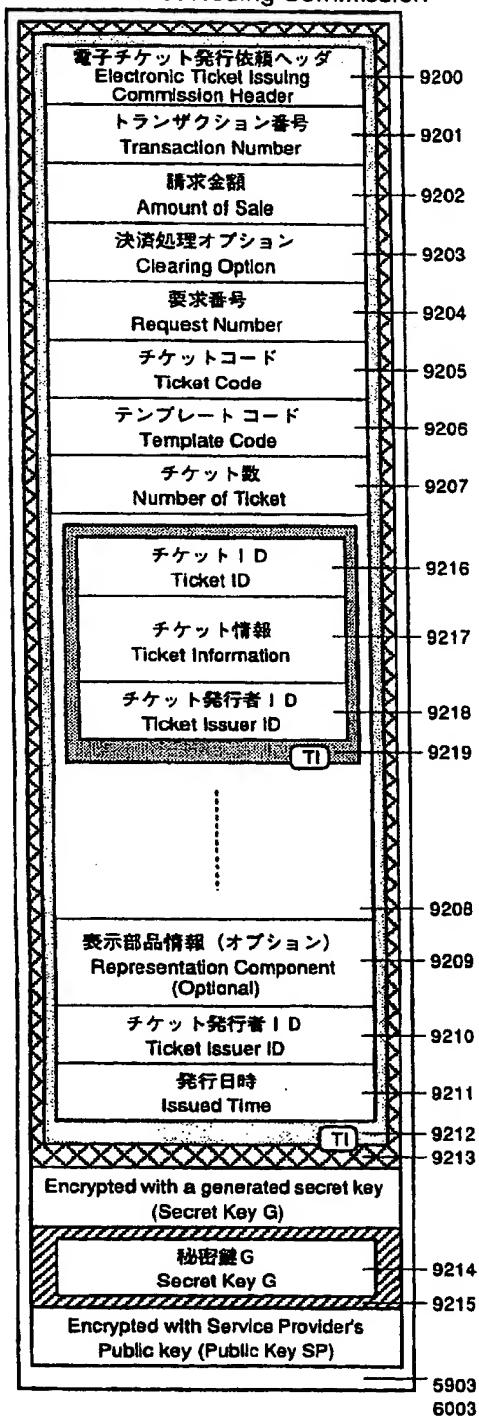 電子チケット発行依頼ヘッダ
Electronic Ticket Issuing
Commission Header
9200
トランザクション番号
Transaction Number
9201
請求金額
Amount of Sale
9202
決済処理オプション
Clearing Option
9203
要求番号
Request Number
9204
チケットコード
Ticket Code
9205
テンプレート コード
Template Code
9206
チケット数
Number of Ticket
9207
チケットID
Ticket ID
9216
チケット情報
Ticket Information
9217
チケット発行者ID
Ticket Issuer ID
9218
TI
9219
9208
表示部品情報（オプション）
Representation Component
(Optional)
9209
チケット発行者ID
Ticket Issuer ID
9210
発行日時
Issued Time
9211
TI
9212
9213
Encrypted with a generated secret key
(Secret Key G)
秘密鍵G
Secret Key G
9214
9215
Encrypted with Service Provider's
Public key (Public Key SP)
5903
6003